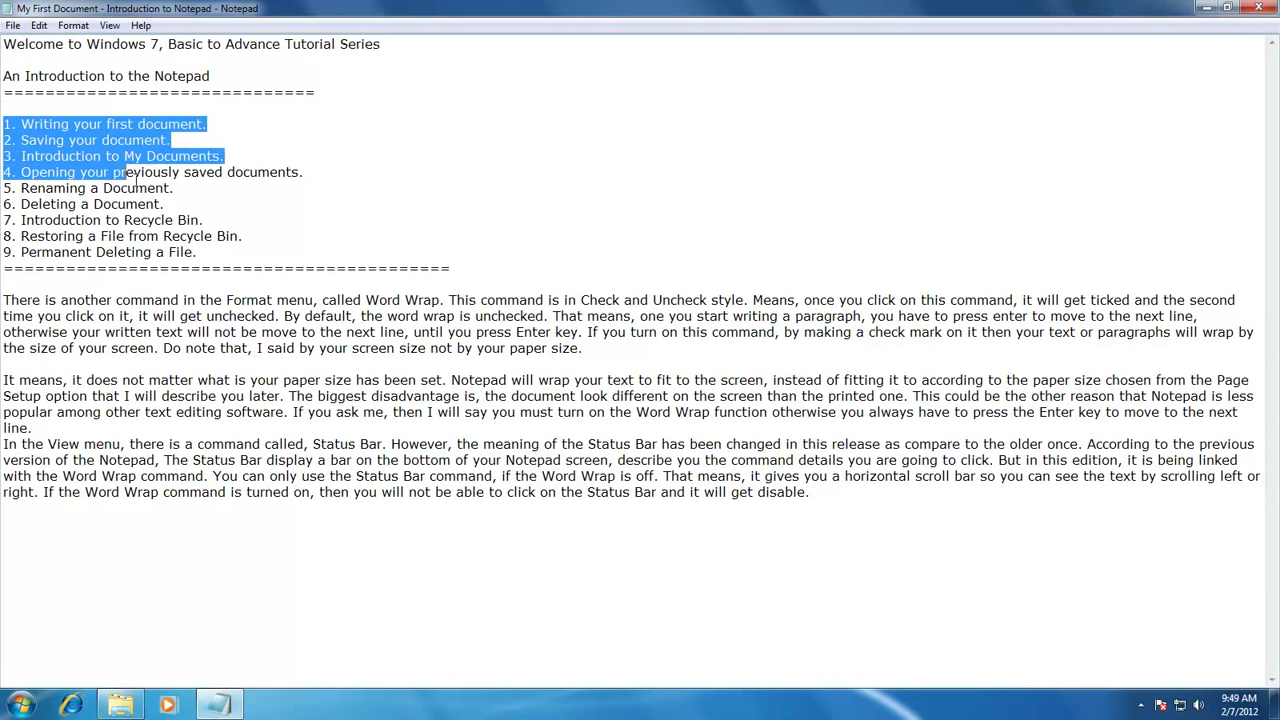 My First Document - Introduction to Notepad - Notepad
File Edit Format View Help
Welcome to Windows 7, Basic to Advance Tutorial Series
An Introduction to the Notepad
==============================
1. Writing your first document.
2. Saving your document.
3. Introduction to My Documents.
4. Opening your previously saved documents.
5. Renaming a Document.
6. Deleting a Document.
7. Introduction to Recycle Bin.
8. Restoring a File from Recycle Bin.
9. Permanent Deleting a File.
===========================================
There is another command in the Format menu, called Word Wrap. This command is in Check and Uncheck style. Means, once you click on this command, it will get ticked and the second
time you click on it, it will get unchecked. By default, the word wrap is unchecked. That means, one you start writing a paragraph, you have to press enter to move to the next line,
otherwise your written text will not be move to the next line, until you press Enter key. If you turn on this command, by making a check mark on it then your text or paragraphs will wrap by
the size of your screen. Do note that, I said by your screen size not by your paper size.
It means, it does not matter what is your paper size has been set. Notepad will wrap your text to fit to the screen, instead of fitting it to according to the paper size chosen from the Page
Setup option that I will describe you later. The biggest disadvantage is, the document look different on the screen than the printed one. This could be the other reason that Notepad is less
popular among other text editing software. If you ask me, then I will say you must turn on the Word Wrap function otherwise you always have to press the Enter key to move to the next
line.
In the View menu, there is a command called, Status Bar. However, the meaning of the Status Bar has been changed in this release as compare to the older once. According to the previous
version of the Notepad, The Status Bar display a bar on the bottom of your Notepad screen, describe you the command details you are going to click. But in this edition, it is being linked
with the Word Wrap command. You can only use the Status Bar command, if the Word Wrap is off. That means, it gives you a horizontal scroll bar so you can see the text by scrolling left or
right. If the Word Wrap command is turned on, then you will not be able to click on the Status Bar and it will get disable.
9:49 AM
2/7/2012